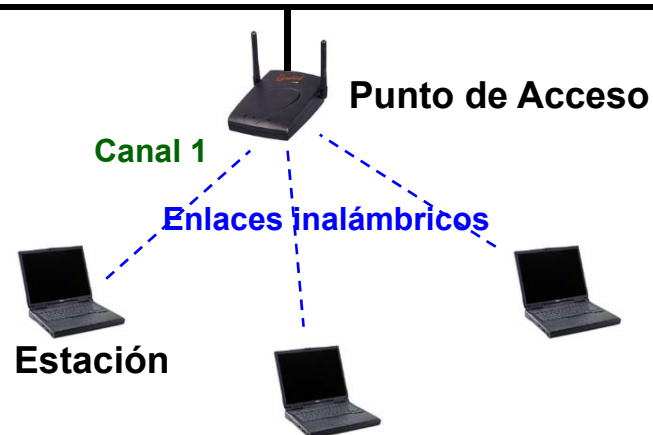 Punto de Acceso
Canal 1
Enlaces inalámbricos
Estación